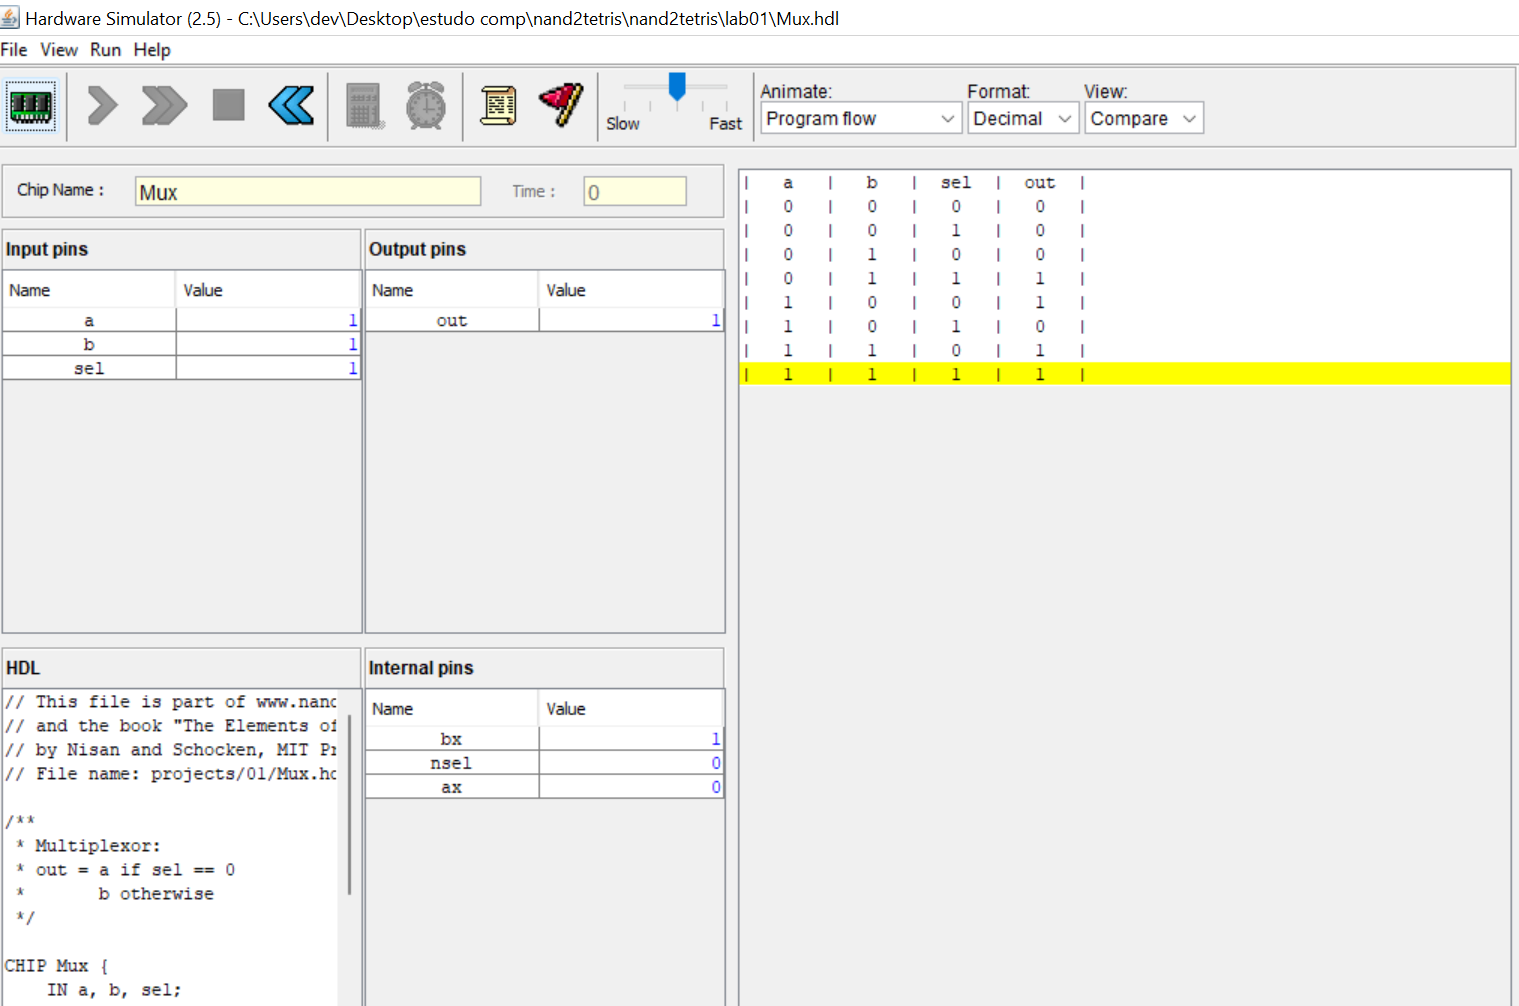 Hardware Simulator (2.5) - C:\Users\dev\Desktop\estudo comp\nand2tetris\nand2tetris\lab01\Mux.hdl
File View Run Help
Slow Fast
Animate: Format: View:
Program flow Decimal Compare
Chip Name : Mux Time : 0
Input pins
Name Value
a 1
b 1
sel 1
Output pins
Name Value
out 1
HDL
// This file is part of www.nand
// and the book "The Elements of
// by Nisan and Schocken, MIT Pr
// File name: projects/01/Mux.hd
/**
* Multiplexor:
* out = a if sel == 0
* b otherwise
*/
CHIP Mux {
IN a, b, sel;
Internal pins
Name Value
bx 1
nsel 0
ax 0
| a | b | sel | out |
| 0 | 0 | 0 | 0 |
| 0 | 0 | 1 | 0 |
| 0 | 1 | 0 | 0 |
| 0 | 1 | 1 | 1 |
| 1 | 0 | 0 | 1 |
| 1 | 0 | 1 | 0 |
| 1 | 1 | 0 | 1 |
| 1 | 1 | 1 | 1 |